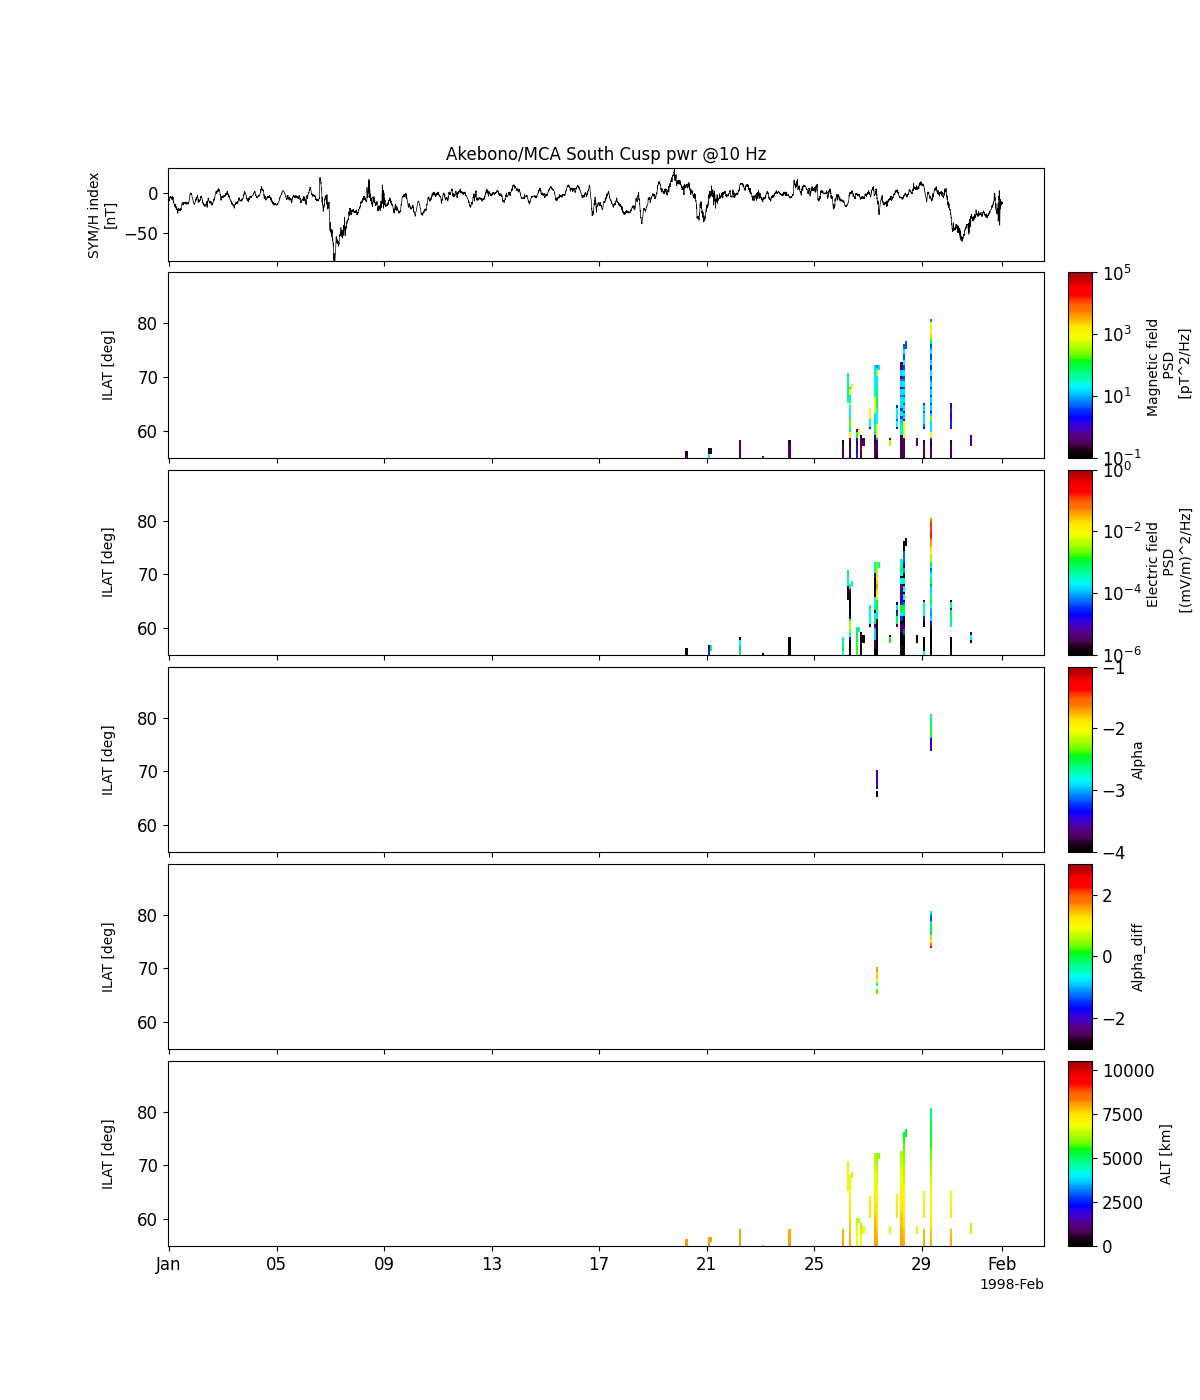 Akebono/MCA South Cusp pwr @10 Hz
SYM/H index
[nT]
0
−50
ILAT [deg]
80
70
60
10^5
10^3
10^1
10^−1
Magnetic field
PSD
[pT^2/Hz]
ILAT [deg]
80
70
60
10^0
10^−2
10^−4
10^−6
Electric field
PSD
[(mV/m)^2/Hz]
ILAT [deg]
80
70
60
−1
−2
−3
−4
Alpha
ILAT [deg]
80
70
60
2
0
−2
Alpha_diff
ILAT [deg]
80
70
60
10000
7500
5000
2500
0
ALT [km]
Jan 05 09 13 17 21 25 29 Feb
1998-Feb